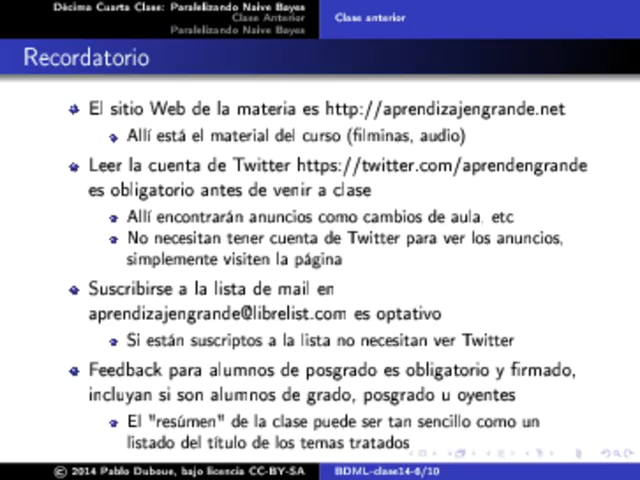 Décima Cuarta Clase: Paralelizando Naive Bayes
Clase Anterior
Paralelizando Naive Bayes
Clase anterior
Recordatorio
El sitio Web de la materia es http://aprendizajengrande.net
Allí está el material del curso (filminas, audio)
Leer la cuenta de Twitter https://twitter.com/aprendengrande
es obligatorio antes de venir a clase
Allí encontrarán anuncios como cambios de aula, etc
No necesitan tener cuenta de Twitter para ver los anuncios,
simplemente visiten la página
Suscribirse a la lista de mail en
aprendizajengrande@librelist.com es optativo
Si están suscriptos a la lista no necesitan ver Twitter
Feedback para alumnos de posgrado es obligatorio y firmado,
incluyan si son alumnos de grado, posgrado u oyentes
El "resúmen" de la clase puede ser tan sencillo como un
listado del título de los temas tratados
© 2014 Pablo Duboue, bajo licencia CC-BY-SA
BDML-clase14-6/10